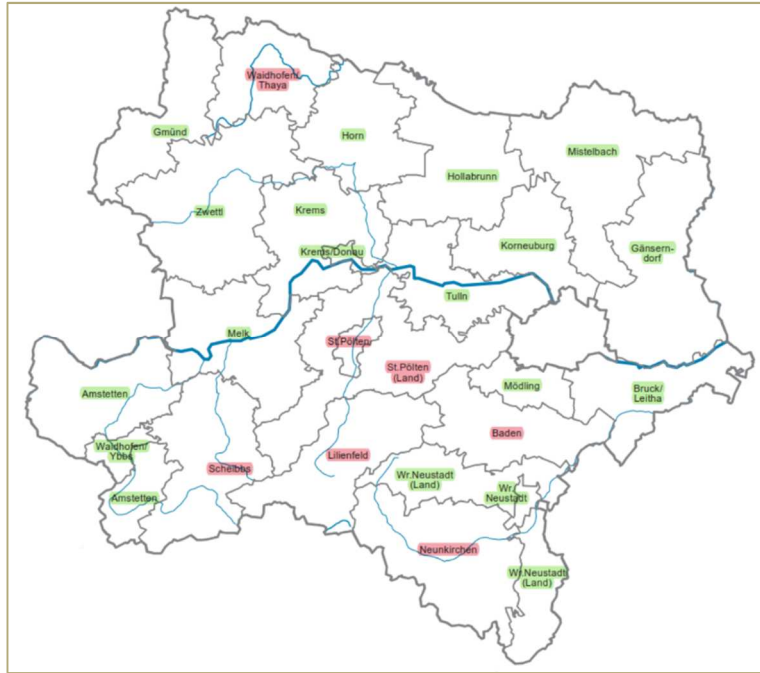 Waidhofen/
Thaya
Gmünd
Horn
Mistelbach
Hollabrunn
Zwettl
Krems
Korneuburg
Gänsern-
dorf
Krems/Donau
Tulln
Melk
St.Pölten
St.Pölten
(Land)
Mödling
Bruck/
Leitha
Amstetten
Baden
Waidhofen/
Ybbs
Scheibbs
Lilienfeld
Wr.Neustadt
(Land)
Wr.
Neustadt
Amstetten
Neunkirchen
Wr.Neustadt
(Land)